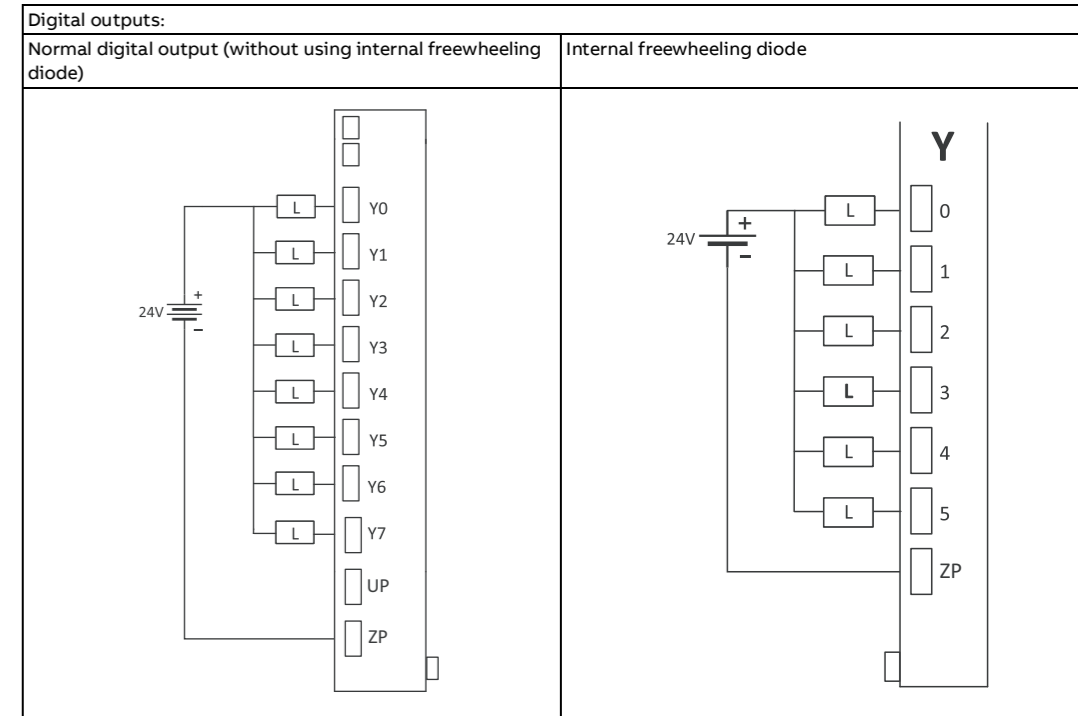 Digital outputs:
Normal digital output (without using internal freewheeling
diode)
Internal freewheeling diode
L Y0
L Y1
L Y2
24V + -
L Y3
L Y4
L Y5
L Y6
L Y7
UP
ZP
Y
L 0
24V + -
L 1
L 2
L 3
L 4
L 5
ZP